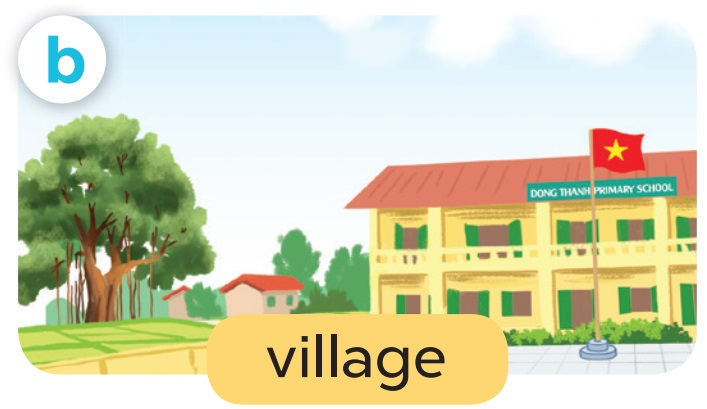 b
DONG THANH PRIMARY SCHOOL
village